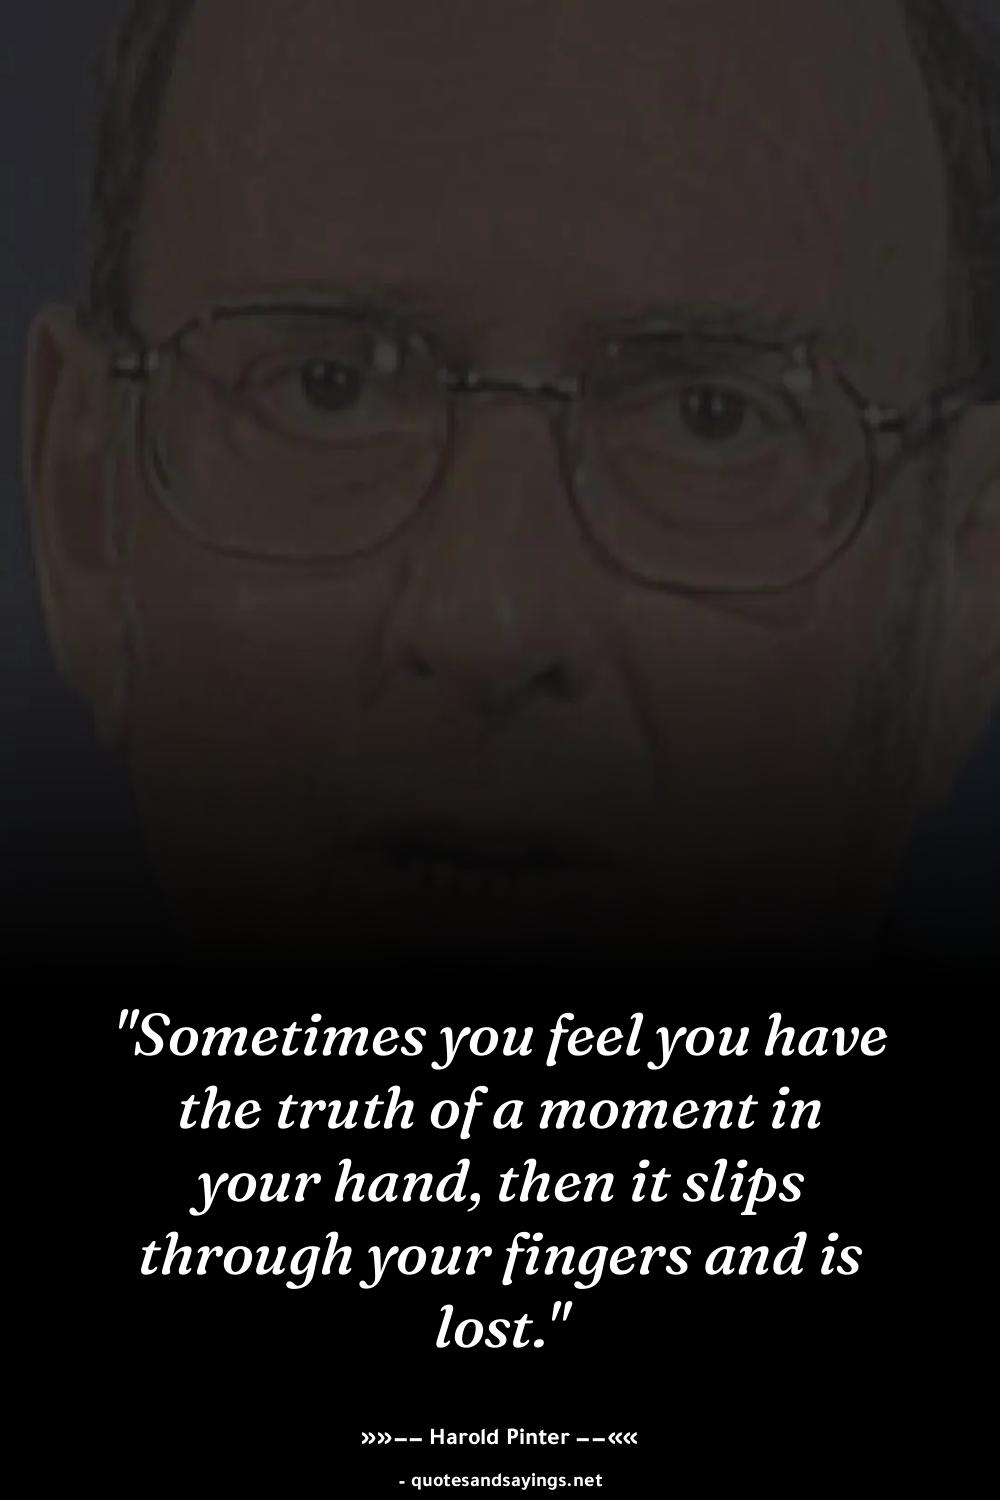 "Sometimes you feel you have
the truth of a moment in
your hand, then it slips
through your fingers and is
lost."
»»–– Harold Pinter ––««
- quotesandsayings.net